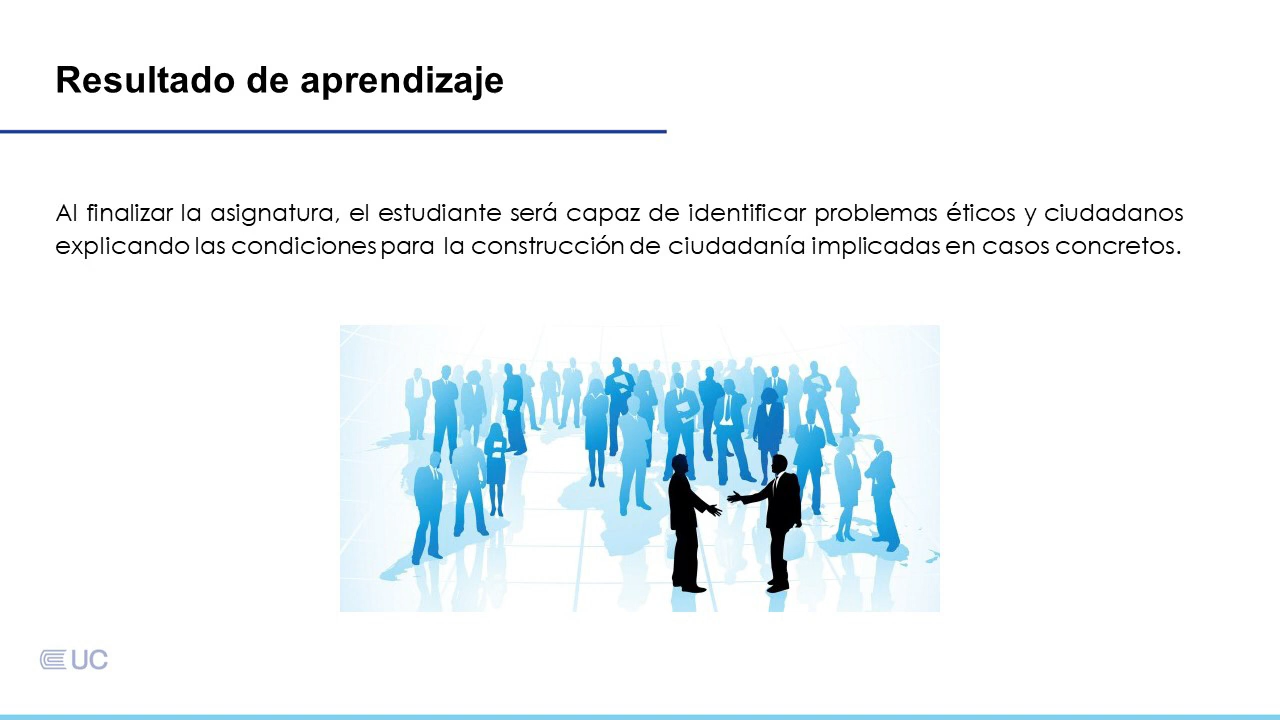 Resultado de aprendizaje
Al finalizar la asignatura, el estudiante será capaz de identificar problemas éticos y ciudadanos
explicando las condiciones para la construcción de ciudadanía implicadas en casos concretos.
UC